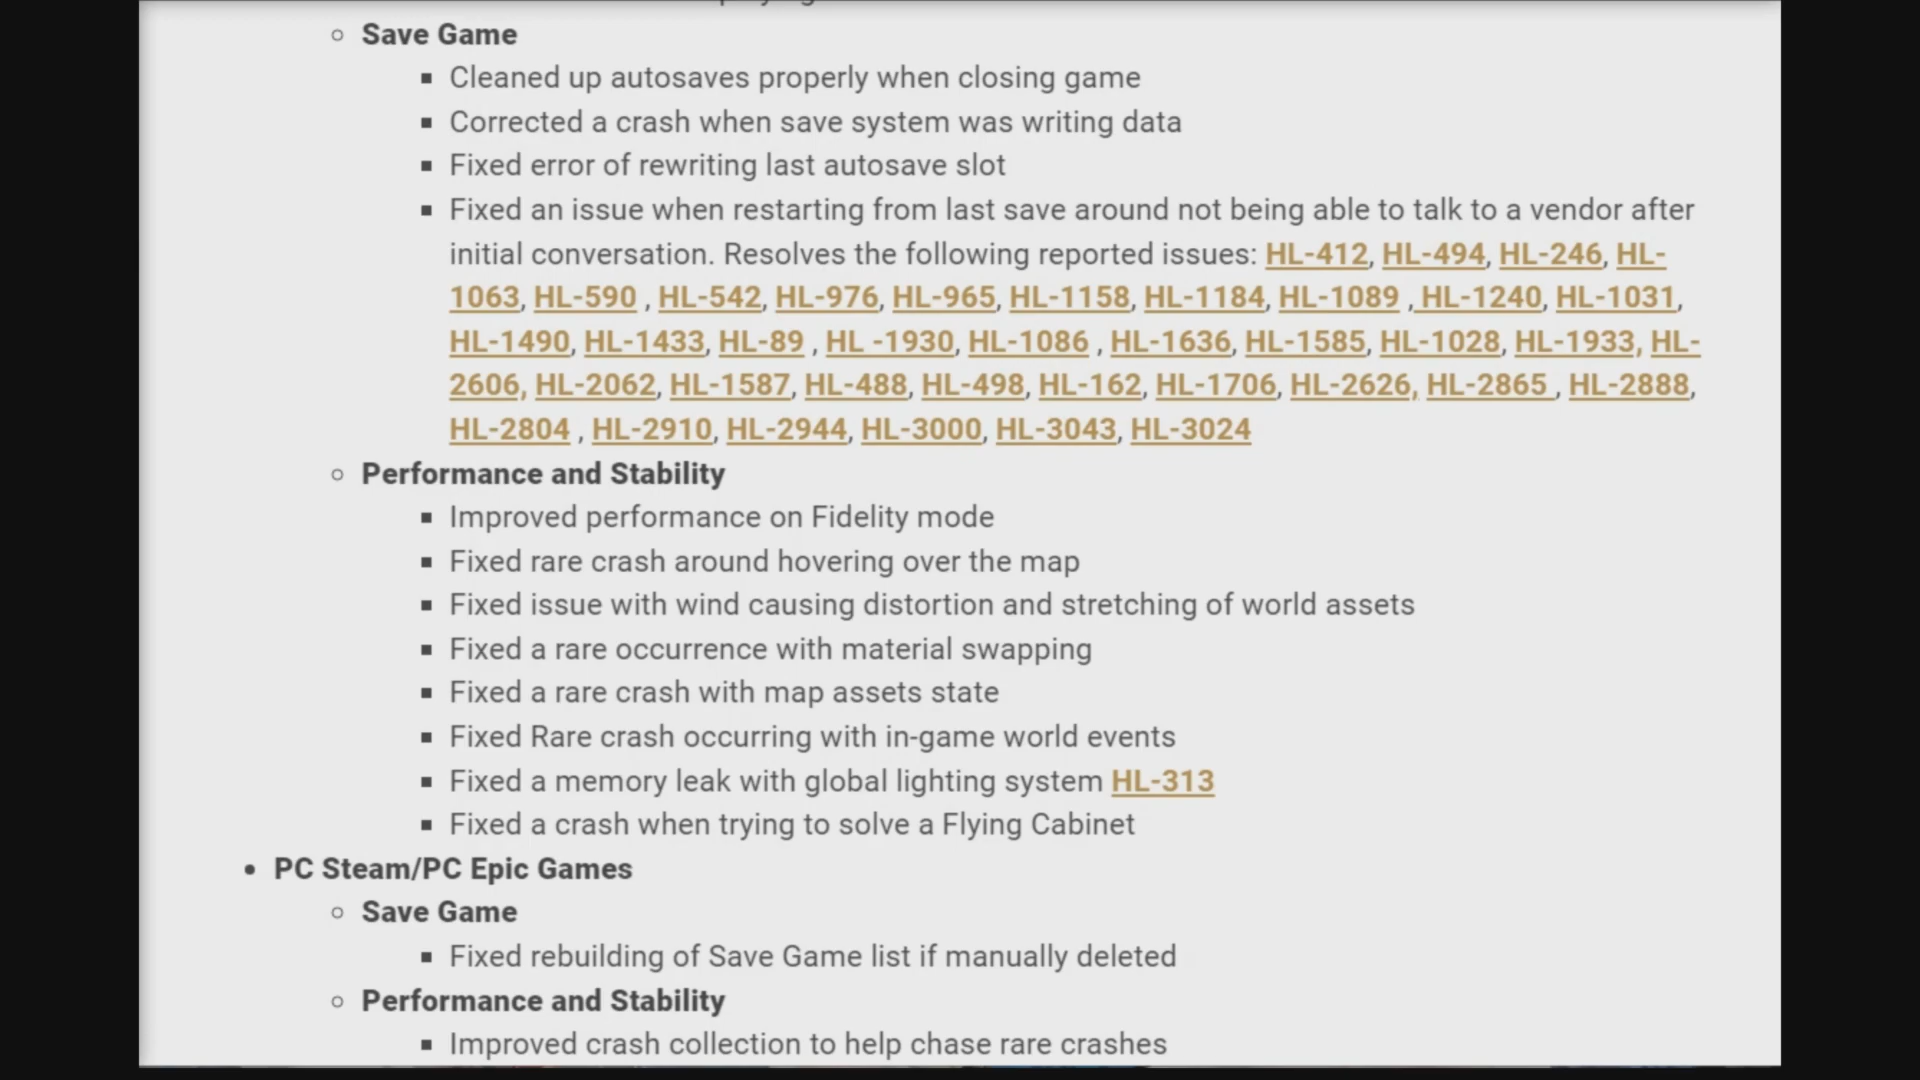 Save Game
Cleaned up autosaves properly when closing game
Corrected a crash when save system was writing data
Fixed error of rewriting last autosave slot
Fixed an issue when restarting from last save around not being able to talk to a vendor after
initial conversation. Resolves the following reported issues: HL-412, HL-494, HL-246, HL-
1063, HL-590 , HL-542, HL-976, HL-965, HL-1158, HL-1184, HL-1089 , HL-1240, HL-1031,
HL-1490, HL-1433, HL-89 , HL -1930, HL-1086 , HL-1636, HL-1585, HL-1028, HL-1933, HL-
2606, HL-2062, HL-1587, HL-488, HL-498, HL-162, HL-1706, HL-2626, HL-2865 , HL-2888,
HL-2804 , HL-2910, HL-2944, HL-3000, HL-3043, HL-3024
Performance and Stability
Improved performance on Fidelity mode
Fixed rare crash around hovering over the map
Fixed issue with wind causing distortion and stretching of world assets
Fixed a rare occurrence with material swapping
Fixed a rare crash with map assets state
Fixed Rare crash occurring with in-game world events
Fixed a memory leak with global lighting system HL-313
Fixed a crash when trying to solve a Flying Cabinet
PC Steam/PC Epic Games
Save Game
Fixed rebuilding of Save Game list if manually deleted
Performance and Stability
Improved crash collection to help chase rare crashes